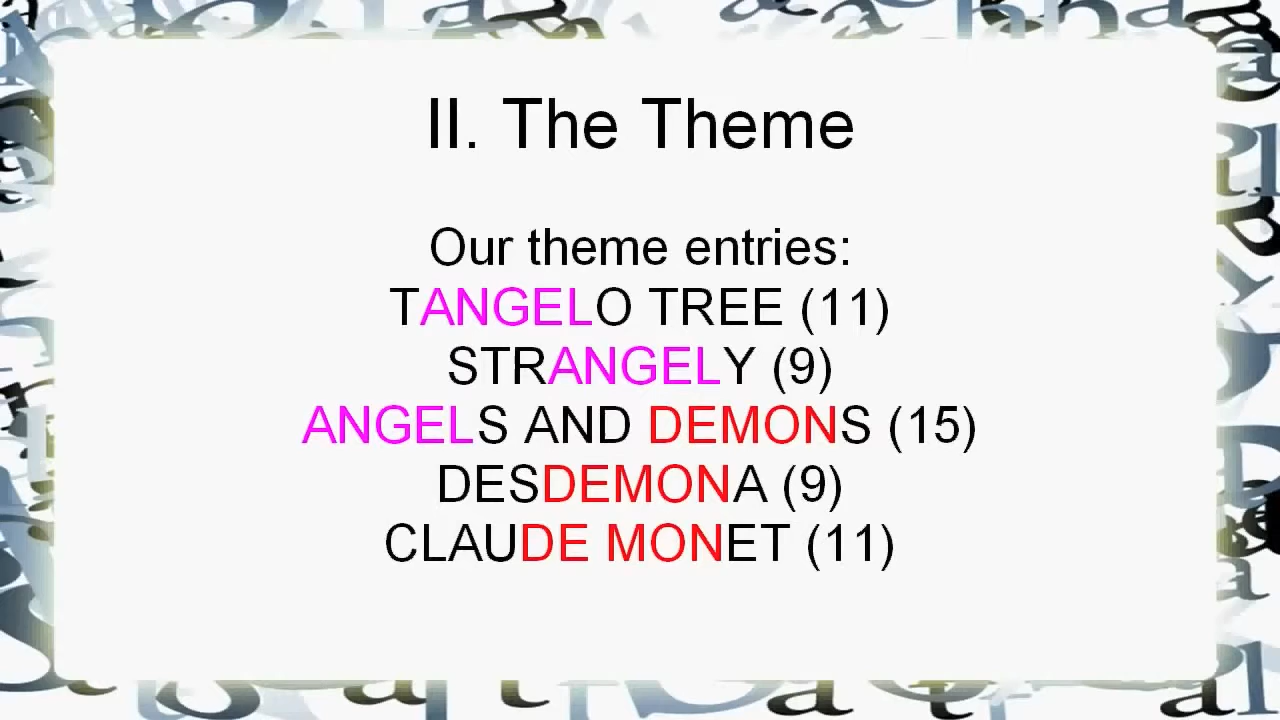 II. The Theme
Our theme entries:
TANGELO TREE (11)
STRANGELY (9)
ANGELS AND DEMONS (15)
DESDEMONA (9)
CLAUDE MONET (11)